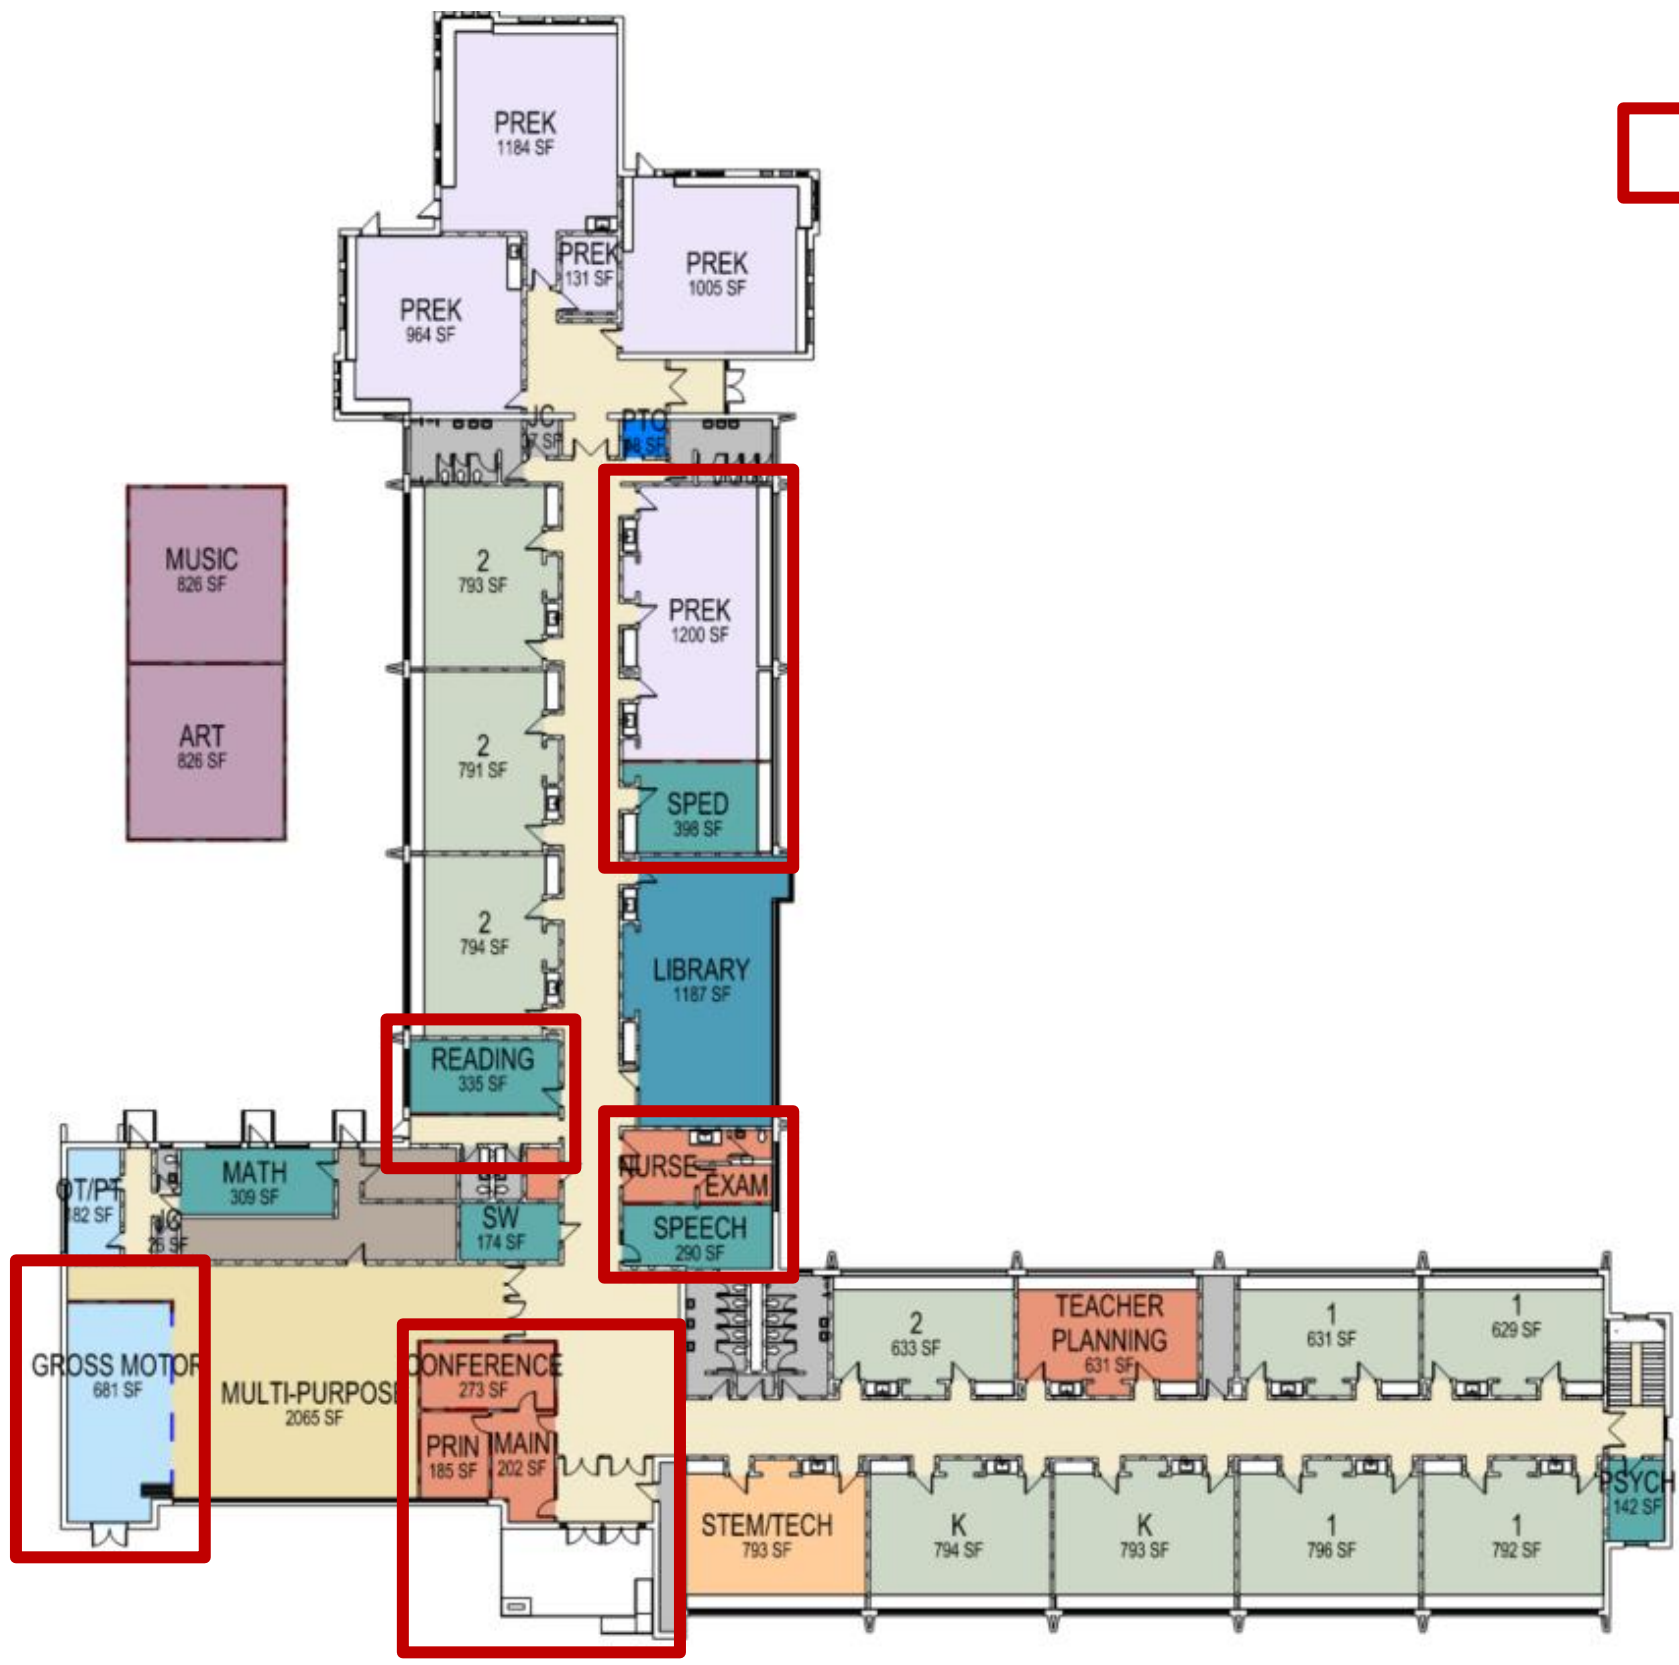 PREK
1184 SF
PREK
131 SF
PREK
1005 SF
PREK
964 SF
JC
PTO
MUSIC
826 SF
ART
826 SF
2
793 SF
PREK
1200 SF
2
791 SF
SPED
398 SF
2
794 SF
LIBRARY
1187 SF
READING
335 SF
NURSE
EXAM
SPEECH
290 SF
OT/PT
182 SF
JC
26 SF
MATH
309 SF
SW
174 SF
GROSS MOTOR
681 SF
MULTI-PURPOSE
2065 SF
CONFERENCE
273 SF
PRIN
185 SF
MAIN
202 SF
2
633 SF
TEACHER
PLANNING
631 SF
1
631 SF
1
629 SF
STEM/TECH
793 SF
K
794 SF
K
793 SF
1
796 SF
1
792 SF
PSYCH
142 SF